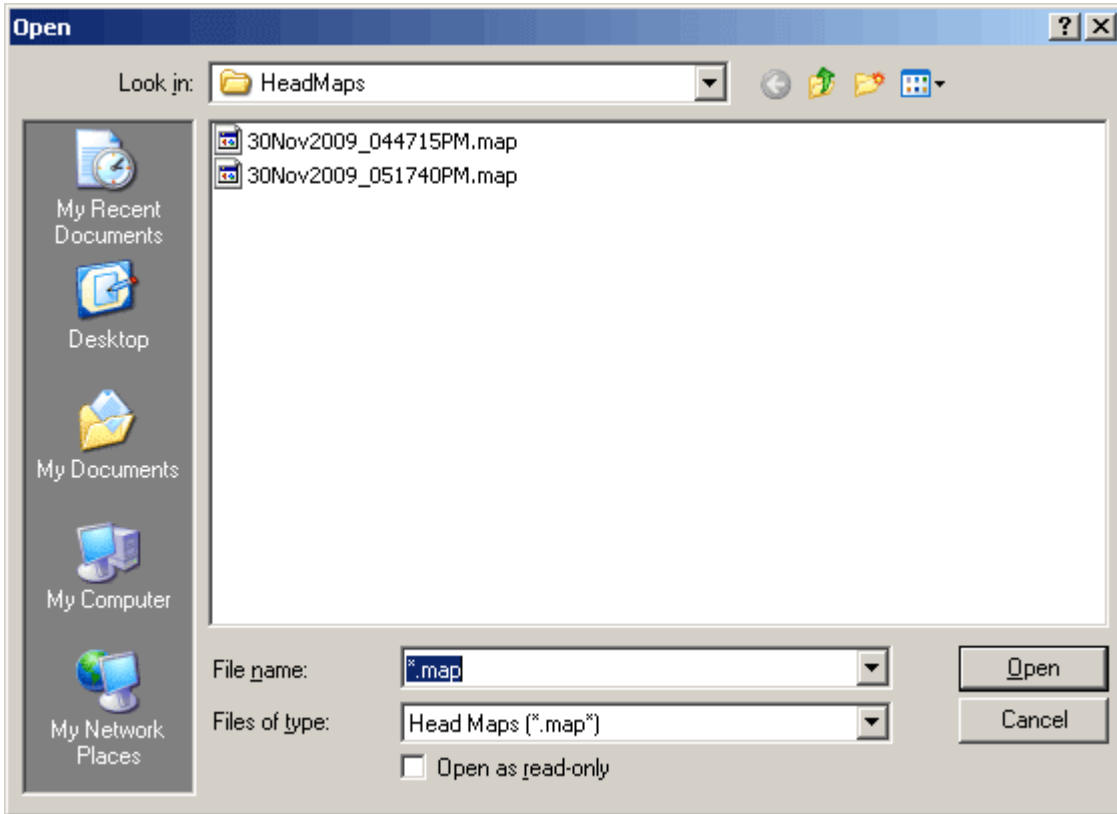 Open
Look in: HeadMaps
30Nov2009_044715PM.map
30Nov2009_051740PM.map
My Recent
Documents
Desktop
My Documents
My Computer
My Network
Places
File name: *.map
Open
Files of type: Head Maps (*.map*)
Cancel
Open as read-only